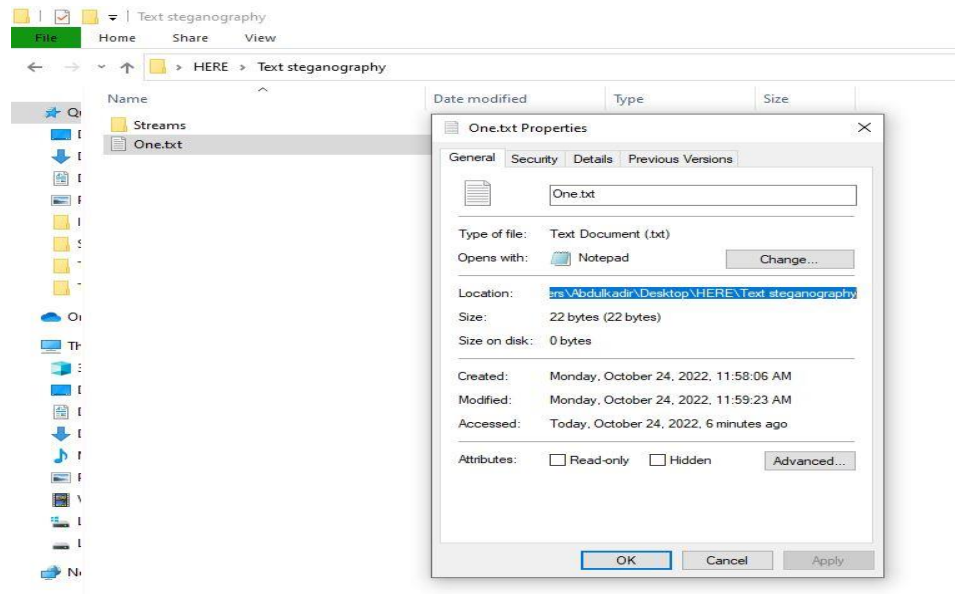 Text steganography
File Home Share View
HERE > Text steganography
Name Date modified Type Size
Streams
One.txt
One.txt Properties
General Security Details Previous Versions
One.txt
Type of file: Text Document (.txt)
Opens with: Notepad Change...
Location: ers\Abdulkadir\Desktop\HERE\Text steganography
Size: 22 bytes (22 bytes)
Size on disk: 0 bytes
Created: Monday, October 24, 2022, 11:58:06 AM
Modified: Monday, October 24, 2022, 11:59:23 AM
Accessed: Today, October 24, 2022, 6 minutes ago
Attributes: Read-only Hidden Advanced...
OK Cancel Apply